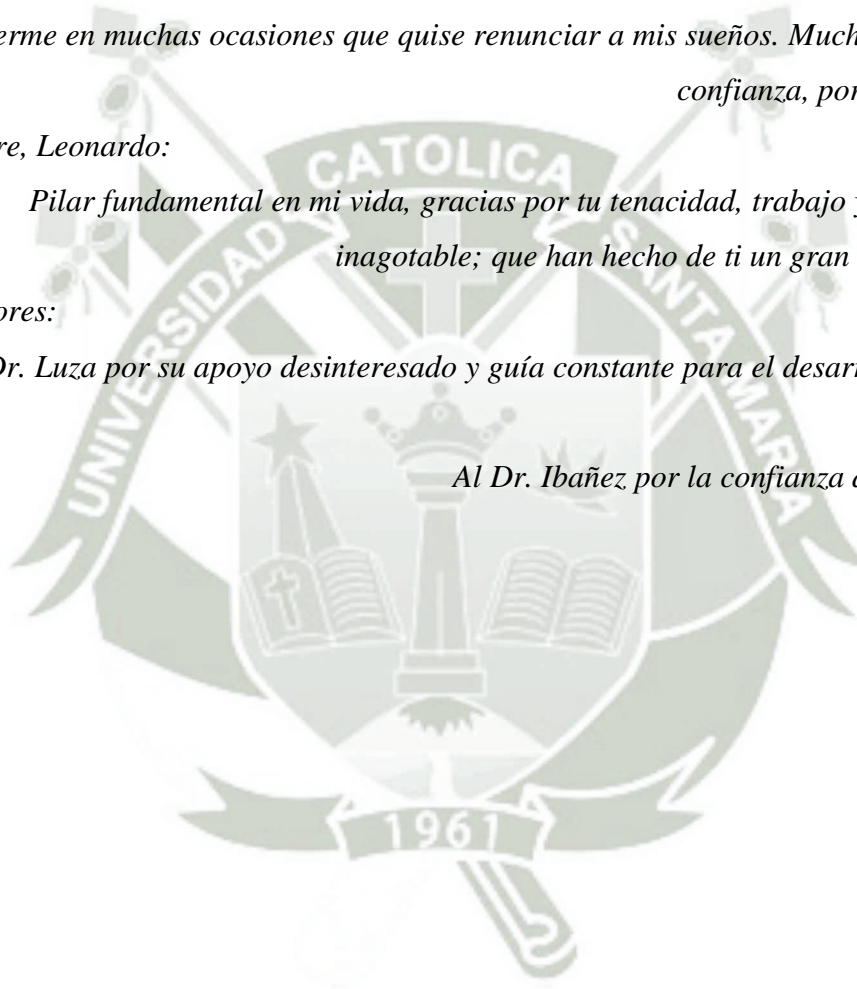 erme en muchas ocasiones que quise renunciar a mis sueños. Much
confianza, por
re, Leonardo:
Pilar fundamental en mi vida, gracias por tu tenacidad, trabajo y
inagotable; que han hecho de ti un gran
ores:
Dr. Luza por su apoyo desinteresado y guía constante para el desarr
Al Dr. Ibañez por la confianza
UNIVERSIDAD CATOLICA SANTA MARIA
1961